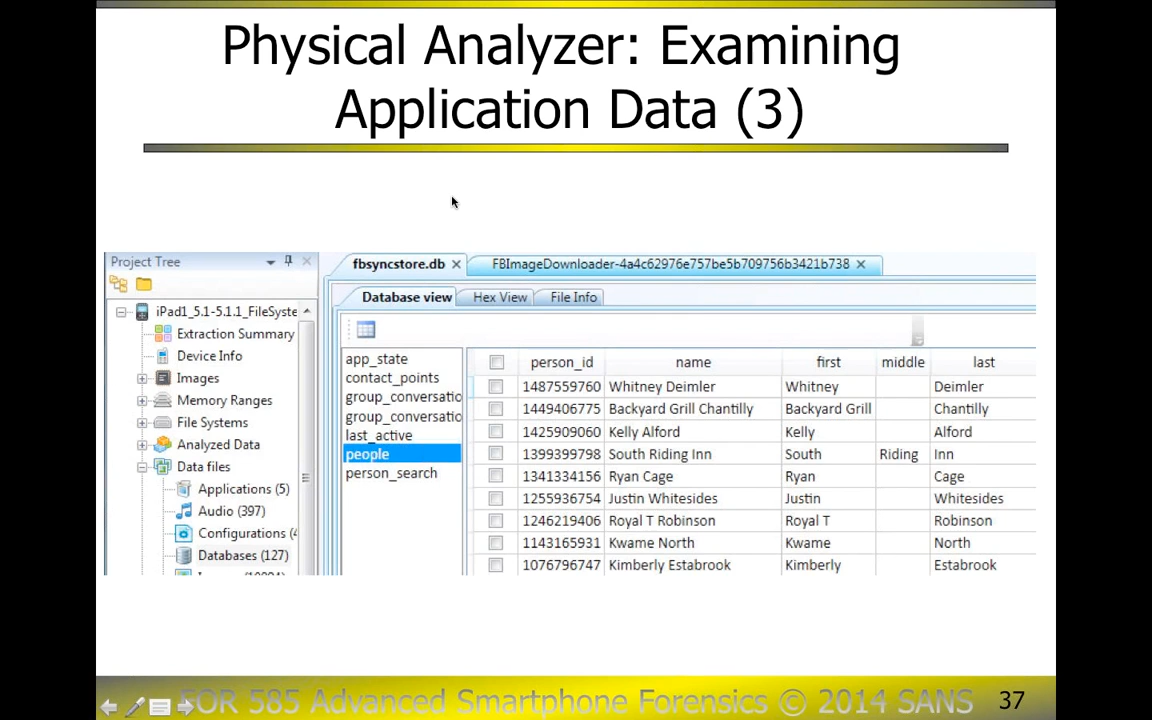 Physical Analyzer: Examining
Application Data (3)
Project Tree
fbsyncstore.db
FBImageDownloader-4a4c62976e757be5b709756b3421b738
Database view
Hex View
File Info
iPad1_5.1-5.1.1_FileSyste
Extraction Summary
Device Info
Images
Memory Ranges
File Systems
Analyzed Data
Data files
Applications (5)
Audio (397)
Configurations (4
Databases (127)
app_state
contact_points
group_conversatio
group_conversatio
last_active
people
person_search
person_id name first middle last
1487559760 Whitney Deimler Whitney Deimler
1449406775 Backyard Grill Chantilly Backyard Grill Chantilly
1425909060 Kelly Alford Kelly Alford
1399399798 South Riding Inn South Riding Inn
1341334156 Ryan Cage Ryan Cage
1255936754 Justin Whitesides Justin Whitesides
1246219406 Royal T Robinson Royal T Robinson
1143165931 Kwame North Kwame North
1076796747 Kimberly Estabrook Kimberly Estabrook
FOR 585 Advanced Smartphone Forensics © 2014 SANS
37